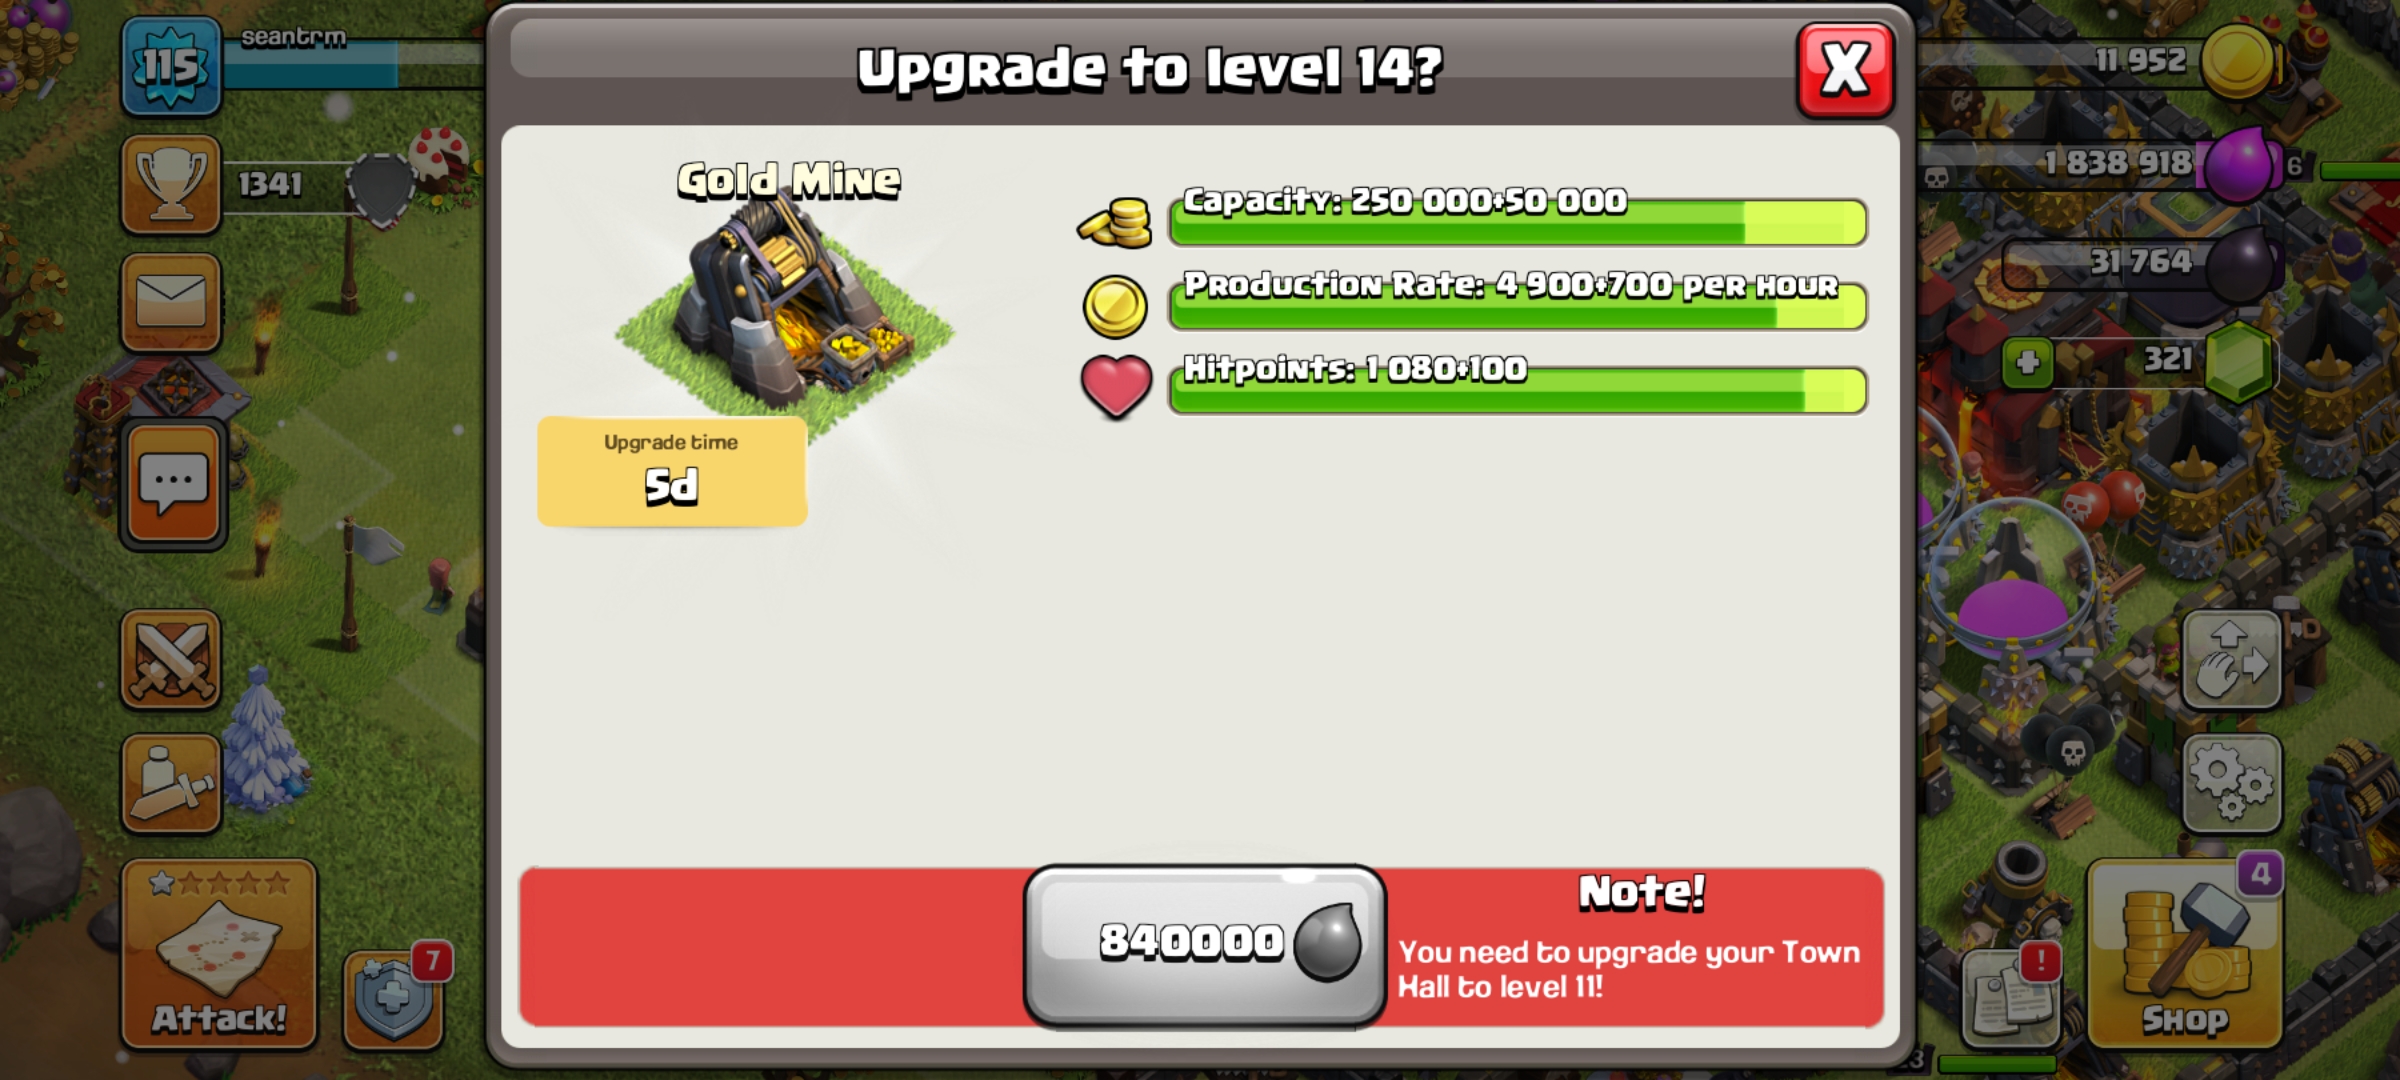 115
seantrm
1341
Upgrade to level 14?
X
11 952
1 838 918
6
31 764
321
Gold Mine
Capacity: 250 000+50 000
Production Rate: 4 900+700 per hour
Hitpoints: 1 080+100
Upgrade time
5d
840000
Note!
You need to upgrade your Town
Hall to level 11!
Attack!
7
!
4
Shop
3